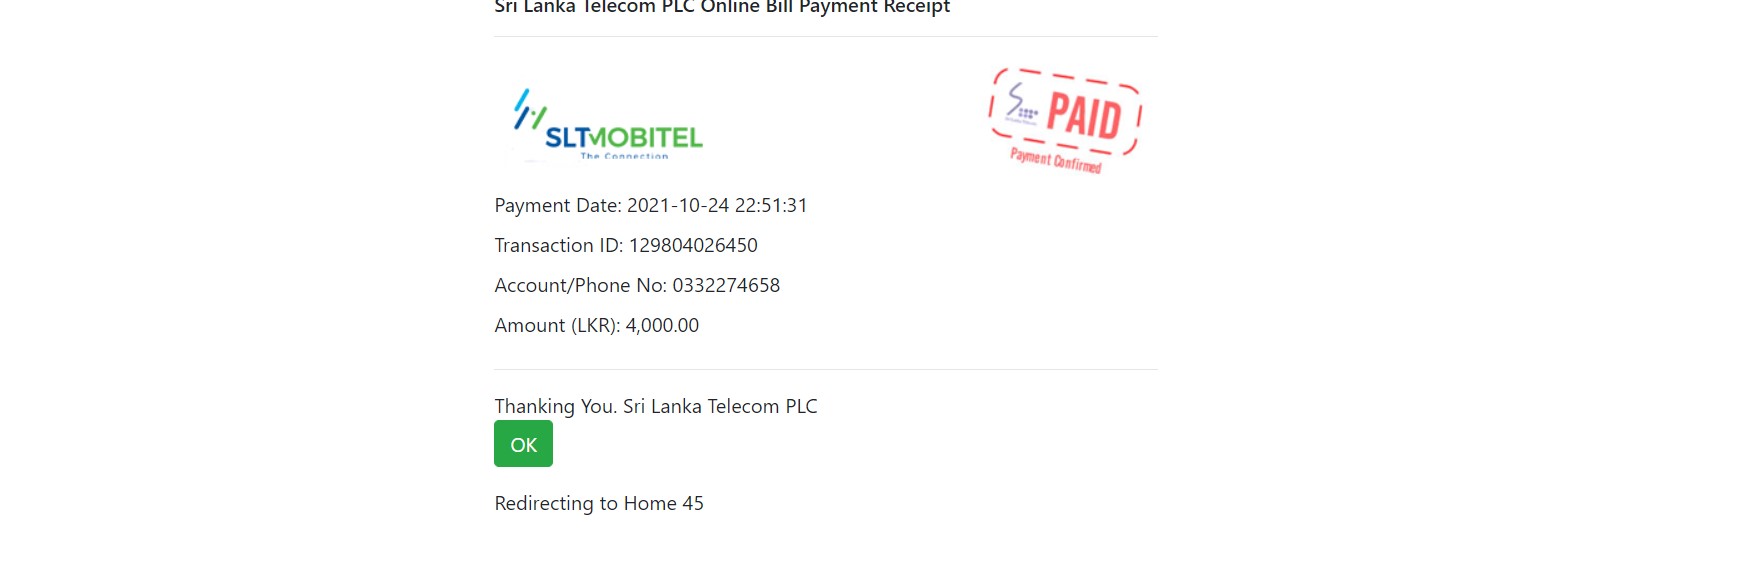 Sri Lanka Telecom PLC Online Bill Payment Receipt
SLTMOBITEL
The Connection
PAID
Payment Confirmed
Payment Date: 2021-10-24 22:51:31
Transaction ID: 129804026450
Account/Phone No: 0332274658
Amount (LKR): 4,000.00
Thanking You. Sri Lanka Telecom PLC
OK
Redirecting to Home 45